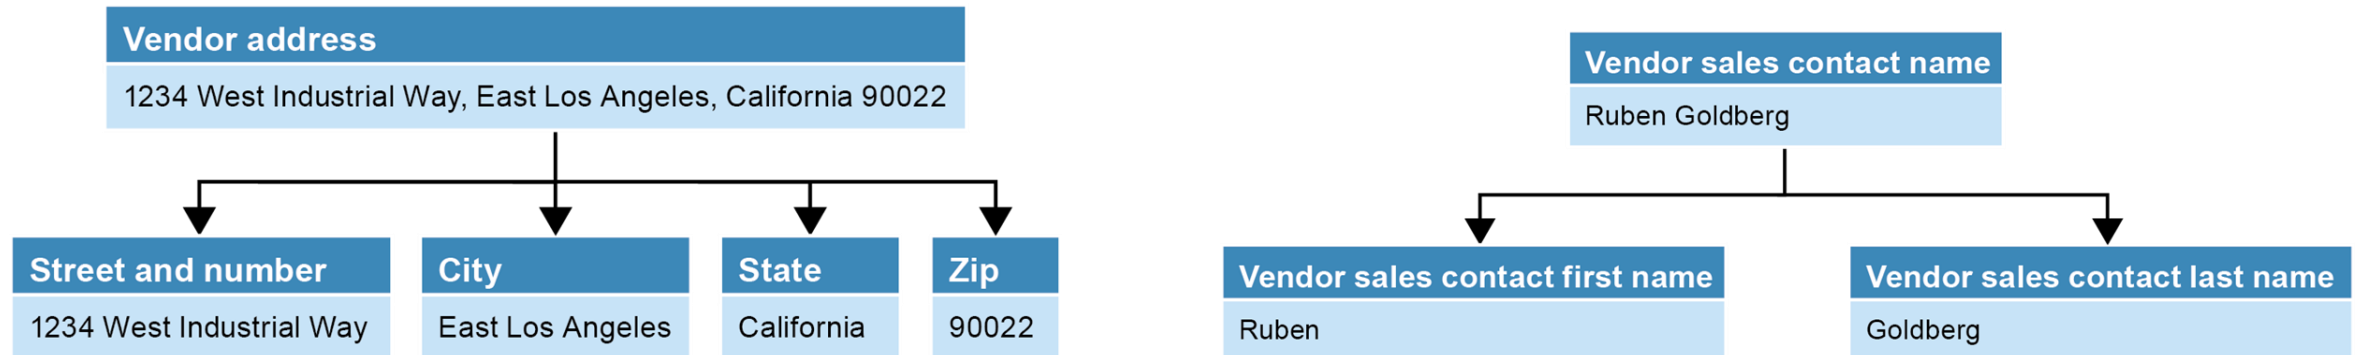 Vendor address
1234 West Industrial Way, East Los Angeles, California 90022
Street and number
1234 West Industrial Way
City
East Los Angeles
State
California
Zip
90022
Vendor sales contact name
Ruben Goldberg
Vendor sales contact first name
Ruben
Vendor sales contact last name
Goldberg